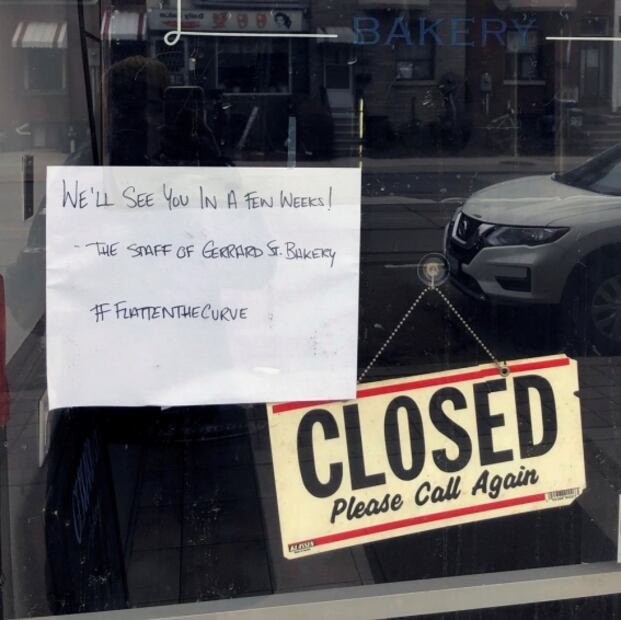 BAKERY
WE'LL SEE YOU IN A FEW WEEKS!
- THE STAFF OF GERRARD ST. BAKERY
#FLATTENTHECURVE
CLOSED
Please Call Again